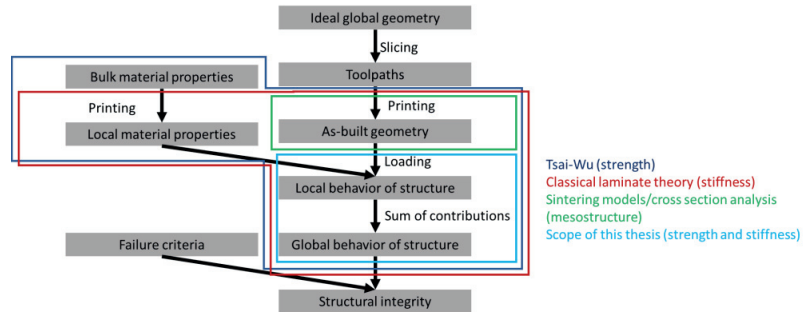 Ideal global geometry
Slicing
Bulk material properties
Toolpaths
Printing
Printing
Local material properties
As-built geometry
Loading
Local behavior of structure
Sum of contributions
Failure criteria
Global behavior of structure
Structural integrity
Tsai-Wu (strength)
Classical laminate theory (stiffness)
Sintering models/cross section analysis
(mesostructure)
Scope of this thesis (strength and stiffness)